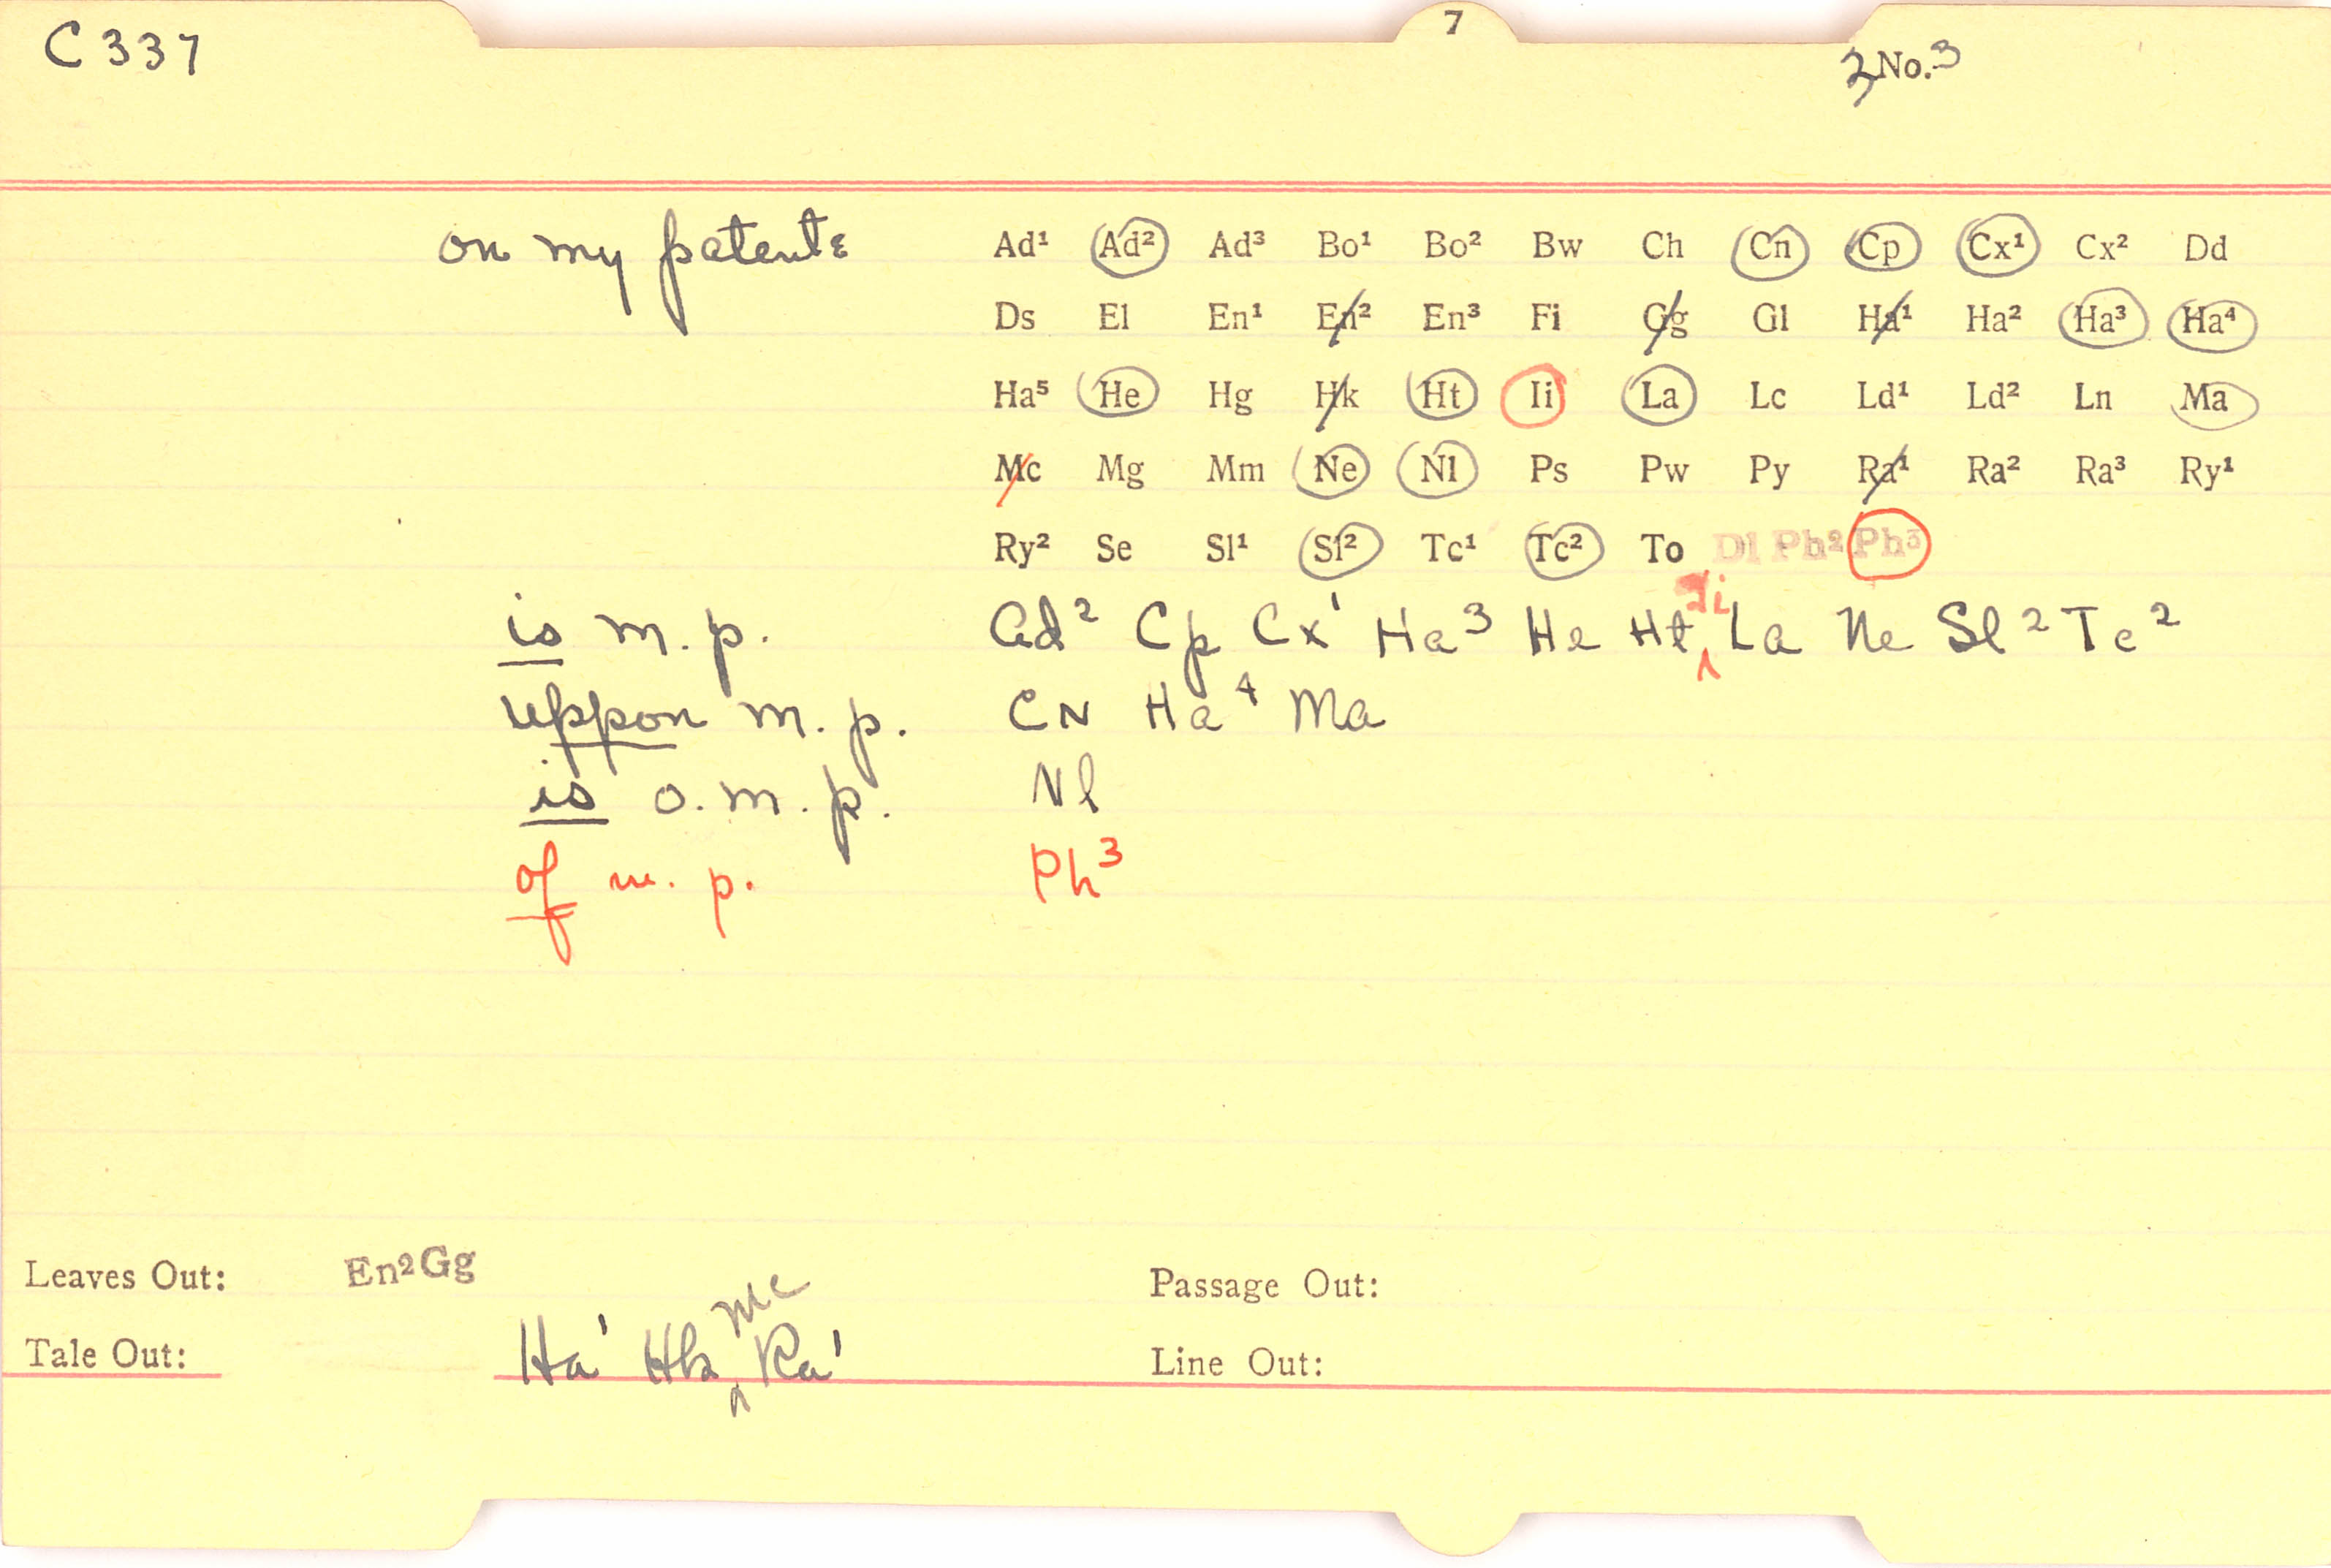 C 337
7
3 No. 3
on my patente
Ad¹ Ad² Ad³ Bo¹ Bo² Bw Ch Cn Cp Cx¹ Cx² Dd
Ds El En¹ En² En³ Fi Gg Gl Ha¹ Ha² Ha³ Ha⁴
Ha⁵ He Hg Hk Ht Ii La Lc Ld¹ Ld² Ln Ma
Mc Mg Mm Ne Nl Ps Pw Py Ra¹ Ra² Ra³ Ry¹
Ry² Se Sl¹ Sl² Tc¹ Tc² To Dl Ph² Ph³
is m. p. Ad² Cp Cx¹ Ha³ He Ht Ii La Ne Sl² Tc²
uppon m. p. Cn Ha⁴ Ma
is o. m. p. Nl
of m. p. Ph³
Leaves Out: En²Gg
Passage Out:
Tale Out: Ha¹ Hk Mc Ra¹
Line Out: